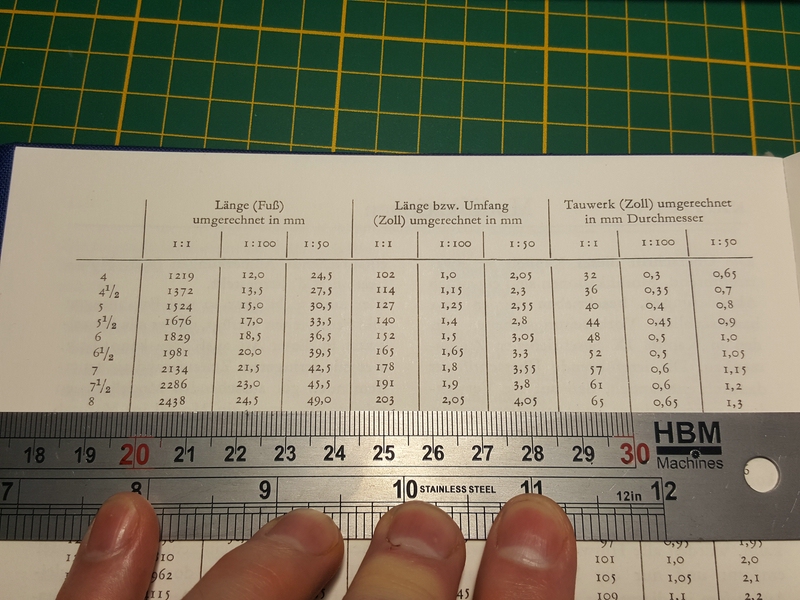 Länge (Fuß) Länge bzw. Umfang Tauwerk (Zoll) umgerechnet
umgerechnet in mm (Zoll) umgerechnet in mm in mm Durchmesser
1:1 1:100 1:50 1:1 1:100 1:50 1:1 1:100 1:50
4 1219 12,0 24,5 102 1,0 2,05 32 0,3 0,65
4½ 1372 13,5 27,5 114 1,15 2,3 36 0,35 0,7
5 1524 15,0 30,5 127 1,25 2,55 40 0,4 0,8
5½ 1676 17,0 33,5 140 1,4 2,8 44 0,45 0,9
6 1829 18,5 36,5 152 1,5 3,05 48 0,5 1,0
6½ 1981 20,0 39,5 165 1,65 3,3 52 0,5 1,05
7 2134 21,5 42,5 178 1,8 3,55 57 0,6 1,15
7½ 2286 23,0 45,5 191 1,9 3,8 61 0,6 1,2
8 2438 24,5 49,0 203 2,05 4,05 65 0,65 1,3
18 19 20 21 22 23 24 25 26 27 28 29 30 HBM
Machines
7 8 9 10 STAINLESS STEEL 11 12in 12
97 0,95 1,95
101 1,0 2,0
105 1,05 2,1
109 1,1 2,2